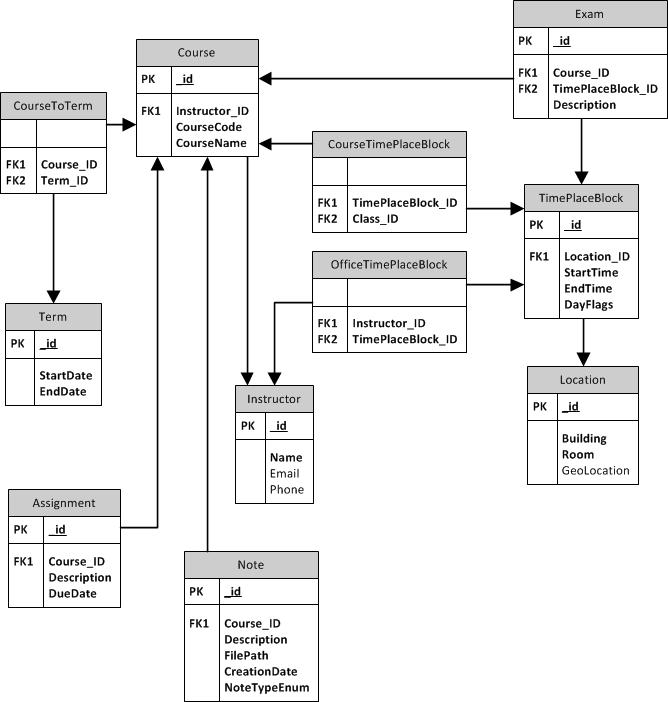 Exam
PK _id
FK1 Course_ID
FK2 TimePlaceBlock_ID
Description
Course
PK _id
FK1 Instructor_ID
CourseCode
CourseName
CourseToTerm
FK1 Course_ID
FK2 Term_ID
CourseTimePlaceBlock
FK1 TimePlaceBlock_ID
FK2 Class_ID
TimePlaceBlock
PK _id
FK1 Location_ID
StartTime
EndTime
DayFlags
OfficeTimePlaceBlock
FK1 Instructor_ID
FK2 TimePlaceBlock_ID
Term
PK _id
StartDate
EndDate
Instructor
PK _id
Name
Email
Phone
Location
PK _id
Building
Room
GeoLocation
Assignment
PK _id
FK1 Course_ID
Description
DueDate
Note
PK _id
FK1 Course_ID
Description
FilePath
CreationDate
NoteTypeEnum